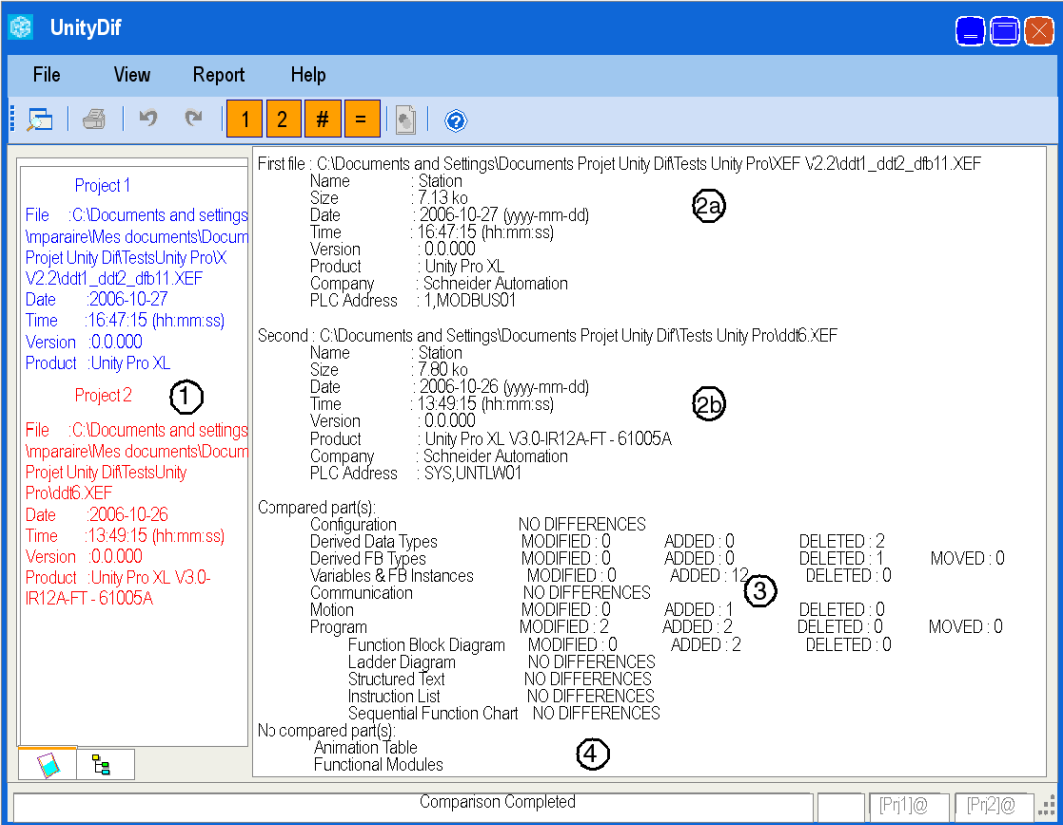 UnityDif
File View Report Help
1 2 # =
Project 1
File :C:\Documents and settings
\mparaire\Mes documents\Docum
Projet Unity Dif\TestsUnity Pro\X
V2.2\ddt1_ddt2_dfb11.XEF
Date :2006-10-27
Time :16:47:15 (hh:mm:ss)
Version :0.0.000
Product :Unity Pro XL
Project 2
1
File :C:\Documents and settings
\mparaire\Mes documents\Docum
Projet Unity Dif\TestsUnity
Pro\ddt6.XEF
Date :2006-10-26
Time :13:49:15 (hh:mm:ss)
Version :0.0.000
Product :Unity Pro XL V3.0-
IR12A-FT - 61005A
First file : C:\Documents and Settings\Documents Projet Unity Dif\Tests Unity Pro\XEF V2.2\ddt1_ddt2_dfb11.XEF
Name : Station
Size : 7.13 ko
2a
Date : 2006-10-27 (yyyy-mm-dd)
Time : 16:47:15 (hh:mm:ss)
Version : 0.0.000
Product : Unity Pro XL
Company : Schneider Automation
PLC Address : 1,MODBUS01
Second : C:\Documents and Settings\Documents Projet Unity Dif\Tests Unity Pro\ddt6.XEF
Name : Station
Size : 7.80 ko
Date : 2006-10-26 (yyyy-mm-dd)
Time : 13:49:15 (hh:mm:ss)
2b
Version : 0.0.000
Product : Unity Pro XL V3.0-IR12A-FT - 61005A
Company : Schneider Automation
PLC Address : SYS,UNTLW01
Compared part(s):
Configuration NO DIFFERENCES
Derived Data Types MODIFIED : 0 ADDED : 0 DELETED : 2
Derived FB Types MODIFIED : 0 ADDED : 0 DELETED : 1 MOVED : 0
Variables & FB Instances MODIFIED : 0 ADDED : 12 DELETED : 0
Communication NO DIFFERENCES
3
Motion MODIFIED : 0 ADDED : 1 DELETED : 0
Program MODIFIED : 2 ADDED : 2 DELETED : 0 MOVED : 0
Function Block Diagram MODIFIED : 0 ADDED : 2 DELETED : 0
Ladder Diagram NO DIFFERENCES
Structured Text NO DIFFERENCES
Instruction List NO DIFFERENCES
Sequential Function Chart NO DIFFERENCES
No compared part(s):
Animation Table
4
Functional Modules
Comparison Completed [Prj1]@ [Prj2]@